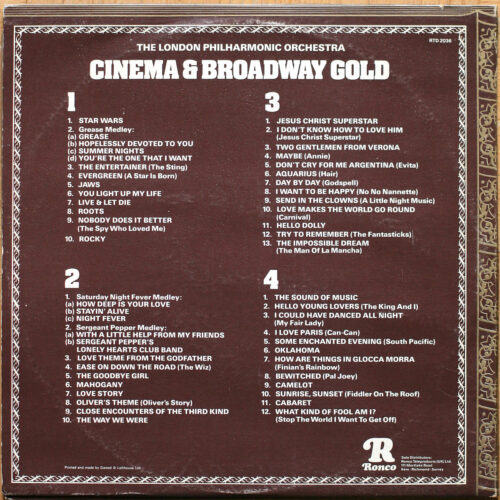 RTD 2036
THE LONDON PHILHARMONIC ORCHESTRA
CINEMA & BROADWAY GOLD
1
1. STAR WARS
2. Grease Medley:
(a) GREASE
(b) HOPELESSLY DEVOTED TO YOU
(c) SUMMER NIGHTS
(d) YOU'RE THE ONE THAT I WANT
3. THE ENTERTAINER (The Sting)
4. EVERGREEN (A Star Is Born)
5. JAWS
6. YOU LIGHT UP MY LIFE
7. LIVE & LET DIE
8. ROOTS
9. NOBODY DOES IT BETTER
(The Spy Who Loved Me)
10. ROCKY
2
1. Saturday Night Fever Medley:
(a) HOW DEEP IS YOUR LOVE
(b) STAYIN' ALIVE
(c) NIGHT FEVER
2. Sergeant Pepper Medley:
(a) WITH A LITTLE HELP FROM MY FRIENDS
(b) SERGEANT PEPPER'S
LONELY HEARTS CLUB BAND
3. LOVE THEME FROM THE GODFATHER
4. EASE ON DOWN THE ROAD (The Wiz)
5. THE GOODBYE GIRL
6. MAHOGANY
7. LOVE STORY
8. OLIVER'S THEME (Oliver's Story)
9. CLOSE ENCOUNTERS OF THE THIRD KIND
10. THE WAY WE WERE
3
1. JESUS CHRIST SUPERSTAR
2. I DON'T KNOW HOW TO LOVE HIM
(Jesus Christ Superstar)
3. TWO GENTLEMEN FROM VERONA
4. MAYBE (Annie)
5. DON'T CRY FOR ME ARGENTINA (Evita)
6. AQUARIUS (Hair)
7. DAY BY DAY (Godspell)
8. I WANT TO BE HAPPY (No No Nannette)
9. SEND IN THE CLOWNS (A Little Night Music)
10. LOVE MAKES THE WORLD GO ROUND
(Carnival)
11. HELLO DOLLY
12. TRY TO REMEMBER (The Fantasticks)
13. THE IMPOSSIBLE DREAM
(The Man Of La Mancha)
4
1. THE SOUND OF MUSIC
2. HELLO YOUNG LOVERS (The King And I)
3. I COULD HAVE DANCED ALL NIGHT
(My Fair Lady)
4. I LOVE PARIS (Can-Can)
5. SOME ENCHANTED EVENING (South Pacific)
6. OKLAHOMA
7. HOW ARE THINGS IN GLOCCA MORRA
(Finian's Rainbow)
8. BEWITCHED (Pal Joey)
9. CAMELOT
10. SUNRISE, SUNSET (Fiddler On The Roof)
11. CABARET
12. WHAT KIND OF FOOL AM I?
(Stop The World I Want To Get Off)
Printed and made by Garrod & Lofthouse Ltd.
R
Ronco
Sole Distributors:
Ronco Teleproducts (UK) Ltd.